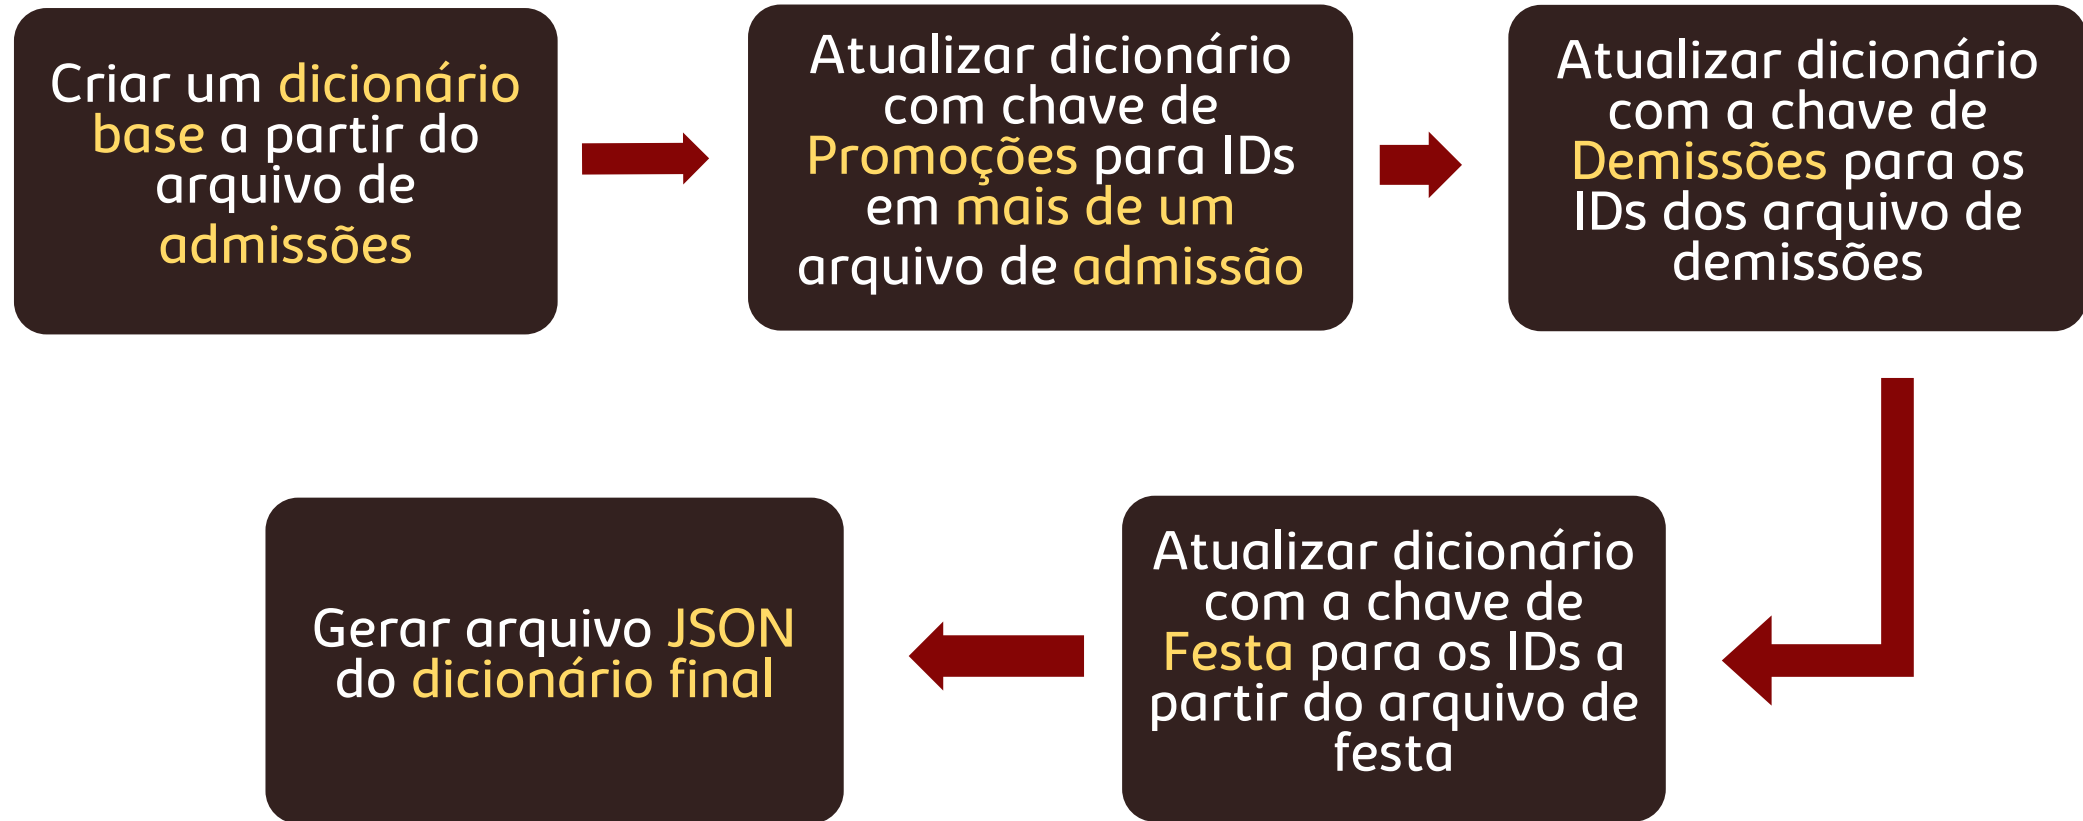 Criar um dicionário
base a partir do
arquivo de
admissões
Atualizar dicionário
com chave de
Promoções para IDs
em mais de um
arquivo de admissão
Atualizar dicionário
com a chave de
Demissões para os
IDs dos arquivo de
demissões
Atualizar dicionário
com a chave de
Festa para os IDs a
partir do arquivo de
festa
Gerar arquivo JSON
do dicionário final